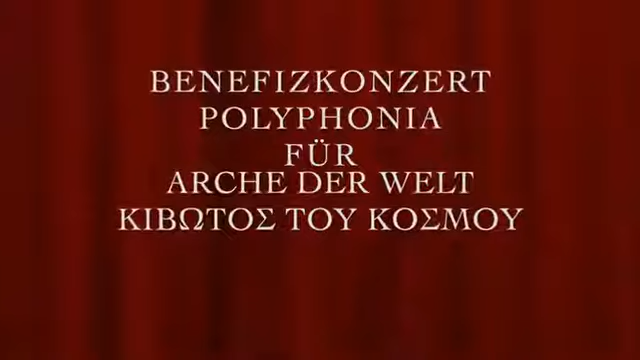 BENEFIZKONZERT
POLYPHONIA
FÜR
ARCHE DER WELT
ΚΙΒΩΤΟΣ ΤΟΥ ΚΟΣΜΟΥ